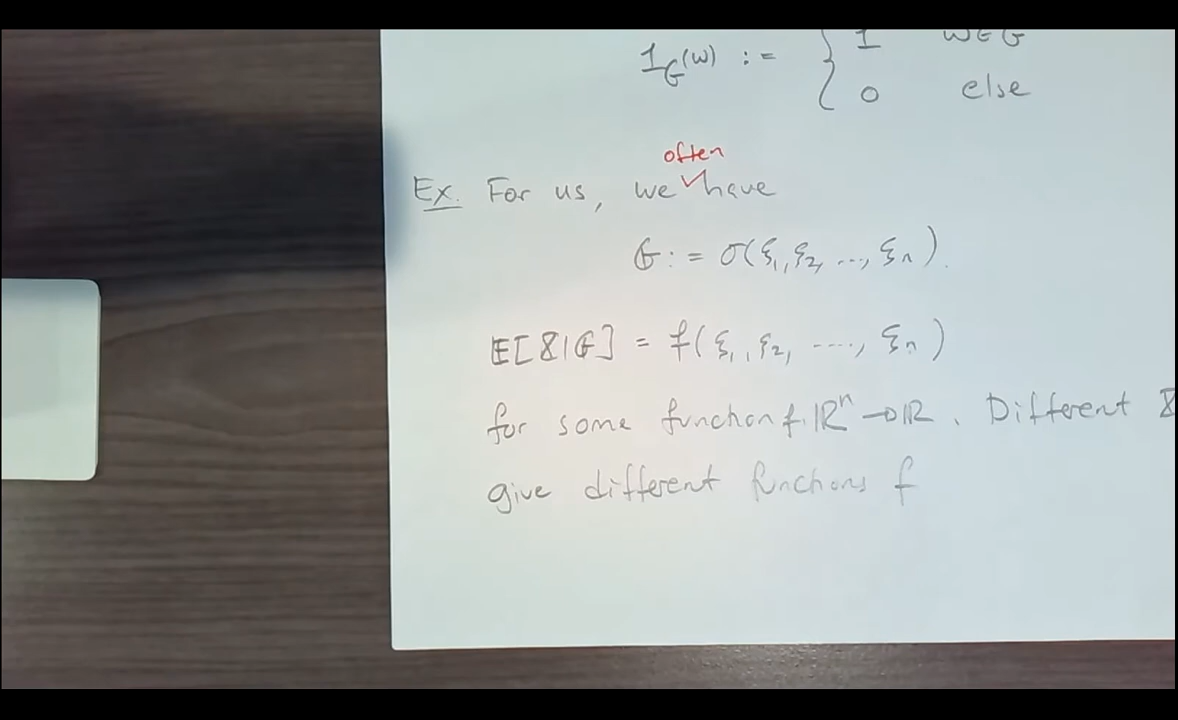 1_G(ω) := { 1 ω∈G
0 else
often
Ex. For us, we have
G := σ(ξ₁, ξ₂, ..., ξₙ).
E[X|G] = f(ξ₁, ξ₂, ...., ξₙ)
for some function f: ℝⁿ → ℝ. Different X
give different functions f